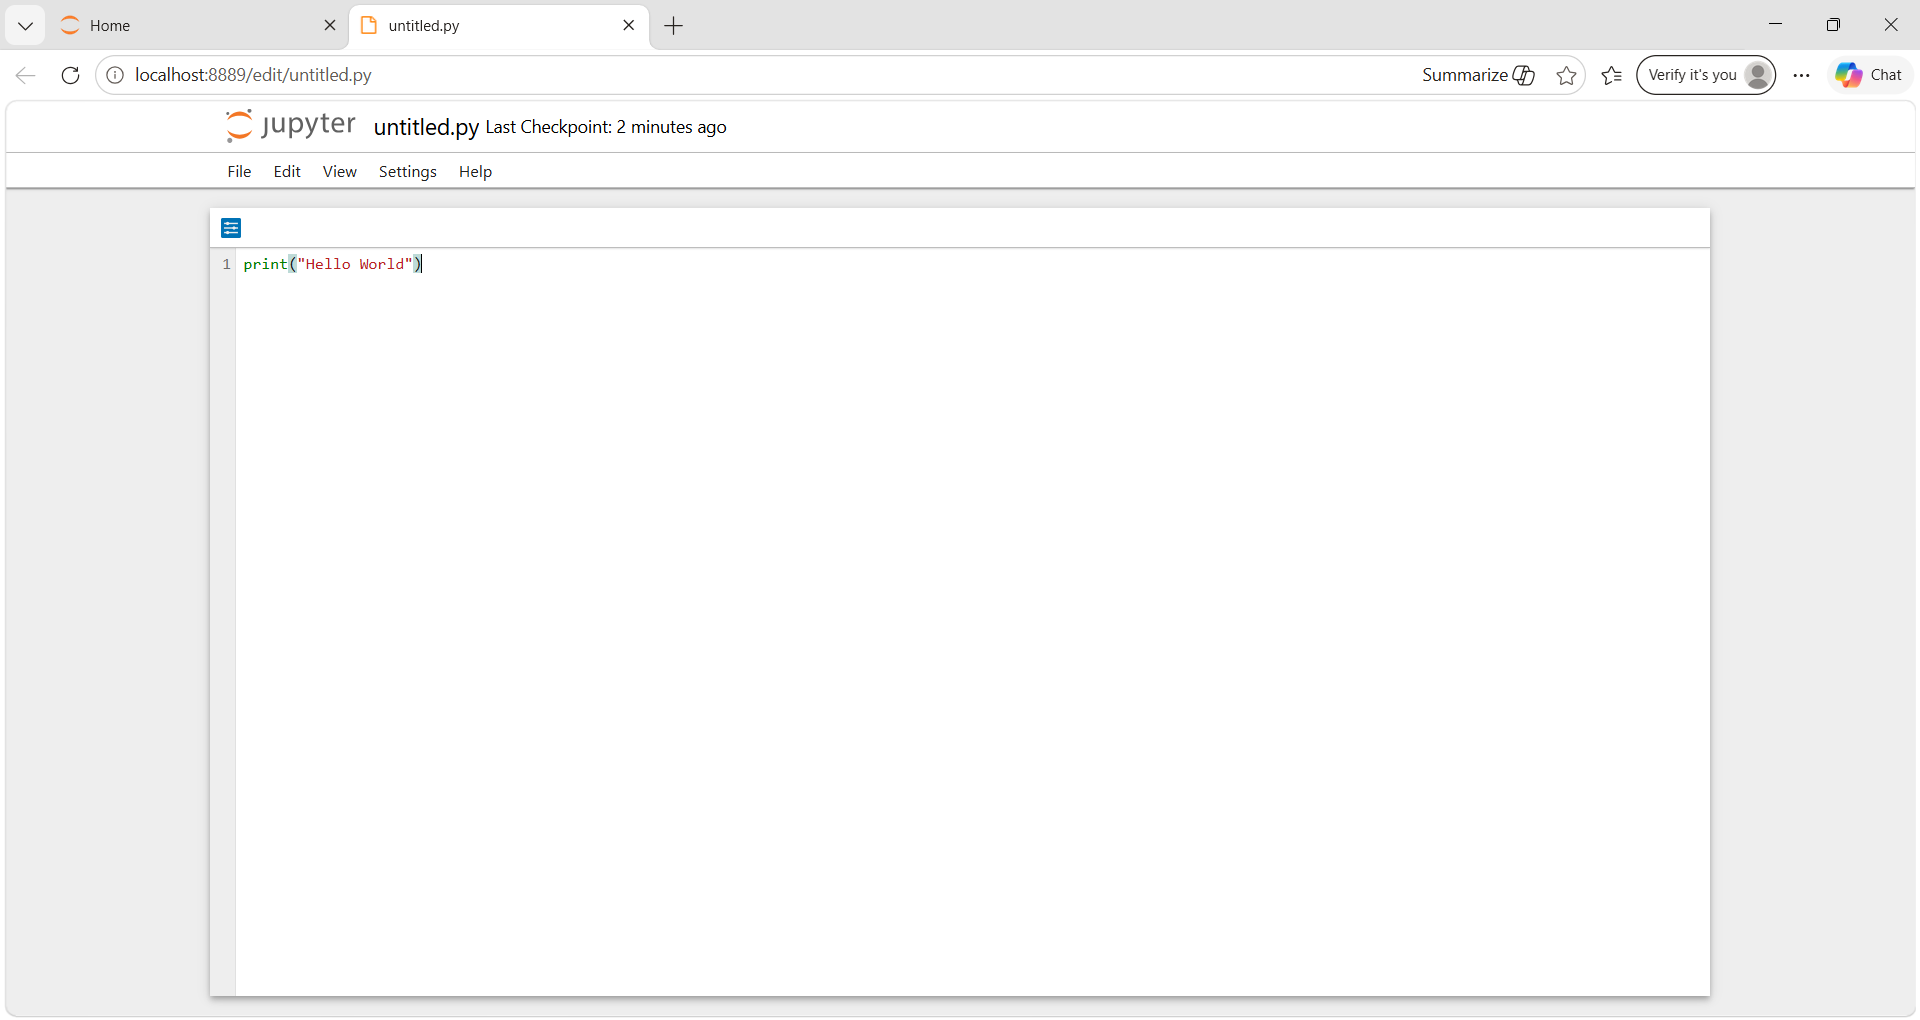 Home
untitled.py
localhost:8889/edit/untitled.py
Summarize
Verify it's you
Chat
jupyter untitled.py Last Checkpoint: 2 minutes ago
File Edit View Settings Help
1 print("Hello World")